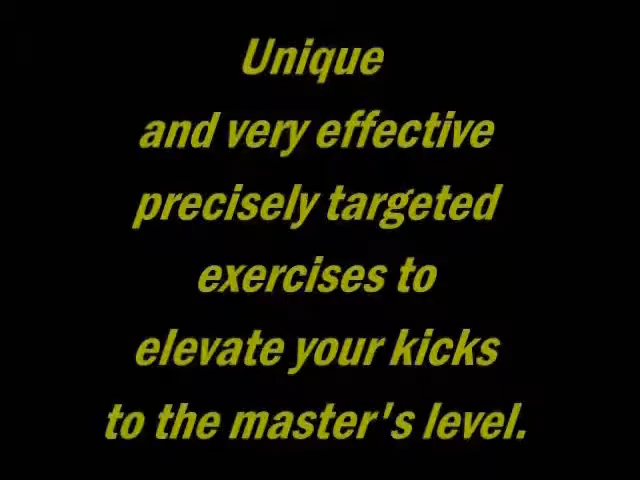 Unique
and very effective
precisely targeted
exercises to
elevate your kicks
to the master's level.